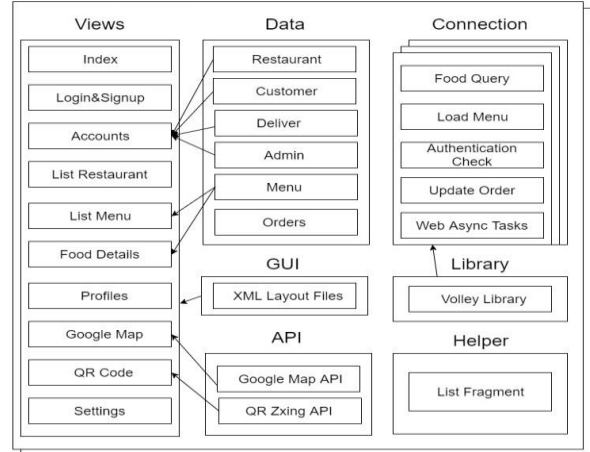 Views
Index
Login&Signup
Accounts
List Restaurant
List Menu
Food Details
Profiles
Google Map
QR Code
Settings
Data
Restaurant
Customer
Deliver
Admin
Menu
Orders
GUI
XML Layout Files
API
Google Map API
QR Zxing API
Connection
Food Query
Load Menu
Authentication
Check
Update Order
Web Async Tasks
Library
Volley Library
Helper
List Fragment